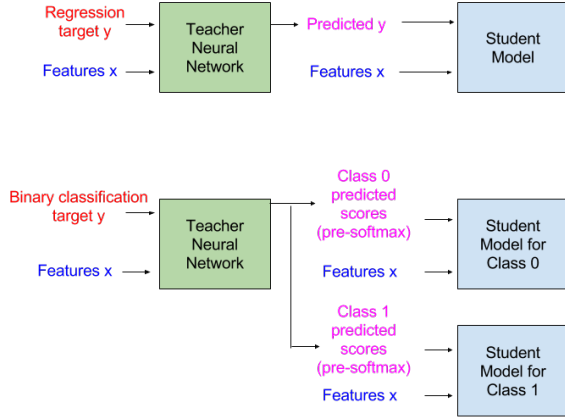 Regression
target y
Features x
Teacher
Neural
Network
Predicted y
Features x
Student
Model
Binary classification
target y
Features x
Teacher
Neural
Network
Class 0
predicted
scores
(pre-softmax)
Features x
Student
Model for
Class 0
Class 1
predicted
scores
(pre-softmax)
Features x
Student
Model for
Class 1